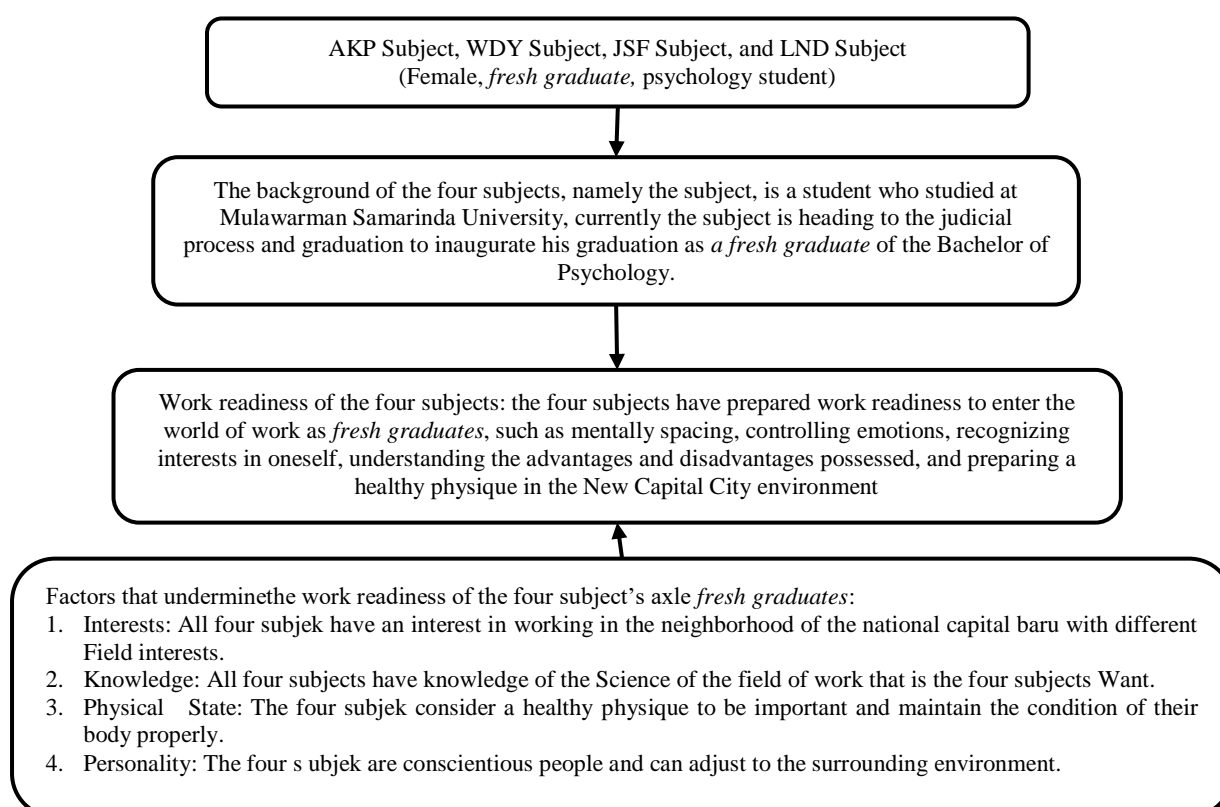 AKP Subject, WDY Subject, JSF Subject, and LND Subject
(Female, fresh graduate, psychology student)
The background of the four subjects, namely the subject, is a student who studied at
Mulawarman Samarinda University, currently the subject is heading to the judicial
process and graduation to inaugurate his graduation as a fresh graduate of the Bachelor of
Psychology.
Work readiness of the four subjects: the four subjects have prepared work readiness to enter the
world of work as fresh graduates, such as mentally spacing, controlling emotions, recognizing
interests in oneself, understanding the advantages and disadvantages possessed, and preparing a
healthy physique in the New Capital City environment
Factors that underminethe work readiness of the four subject’s axle fresh graduates:
1. Interests: All four subjek have an interest in working in the neighborhood of the national capital baru with different
Field interests.
2. Knowledge: All four subjects have knowledge of the Science of the field of work that is the four subjects Want.
3. Physical State: The four subjek consider a healthy physique to be important and maintain the condition of their
body properly.
4. Personality: The four s ubjek are conscientious people and can adjust to the surrounding environment.